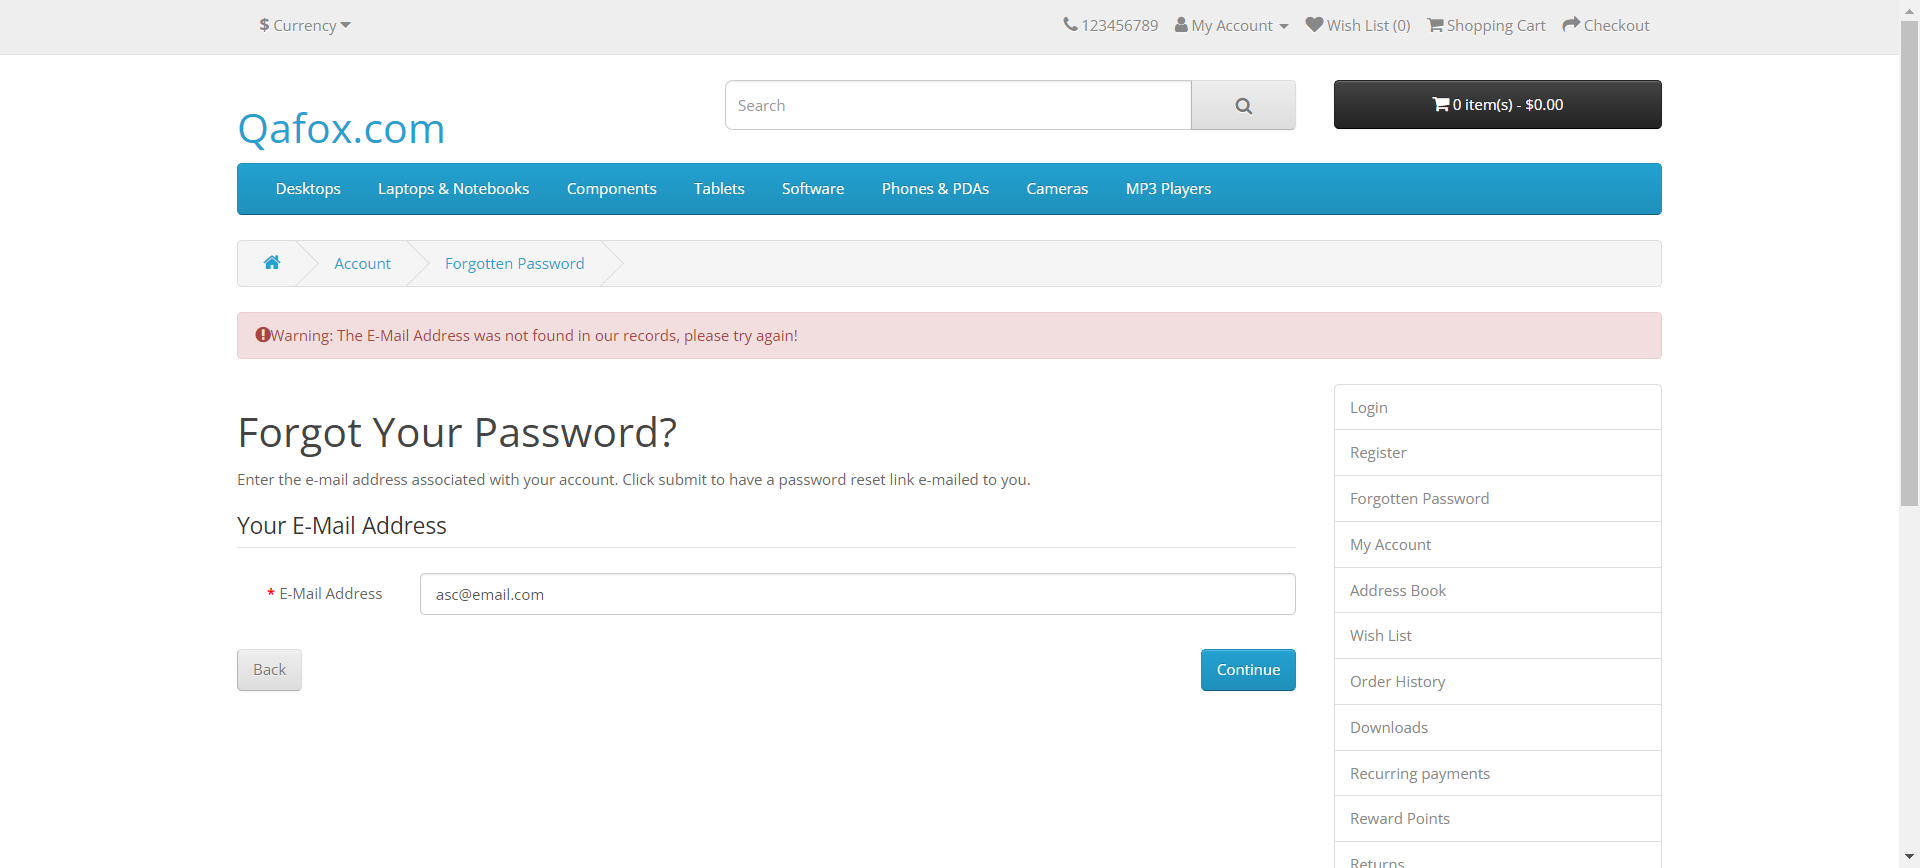 $ Currency
123456789 My Account Wish List (0) Shopping Cart Checkout
Qafox.com
Search
0 item(s) - $0.00
Desktops Laptops & Notebooks Components Tablets Software Phones & PDAs Cameras MP3 Players
Account Forgotten Password
Warning: The E-Mail Address was not found in our records, please try again!
Forgot Your Password?
Enter the e-mail address associated with your account. Click submit to have a password reset link e-mailed to you.
Your E-Mail Address
* E-Mail Address asc@email.com
Back Continue
Login
Register
Forgotten Password
My Account
Address Book
Wish List
Order History
Downloads
Recurring payments
Reward Points
Returns